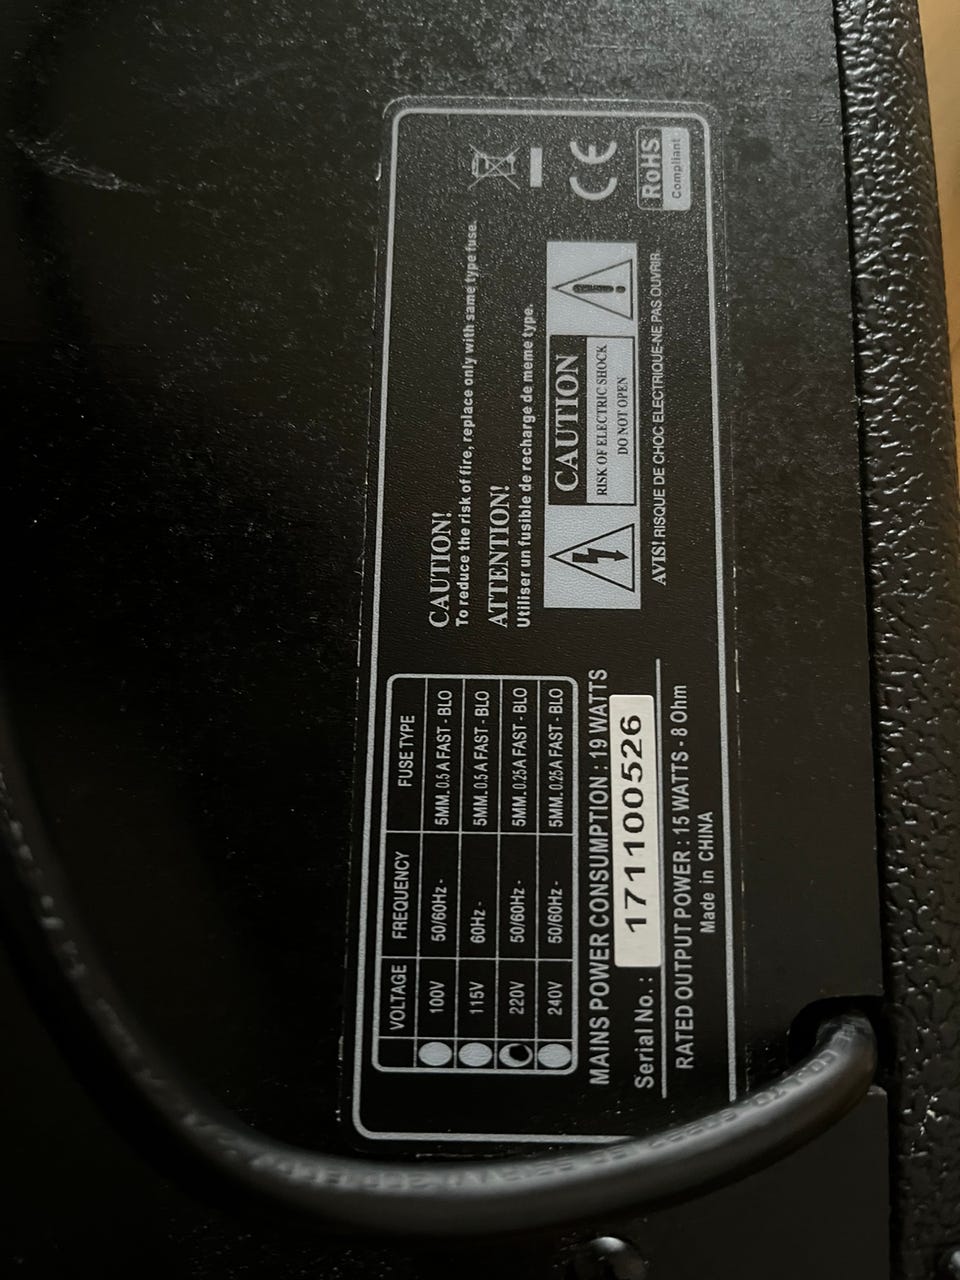 VOLTAGE FREQUENCY FUSE TYPE
100V 50/60Hz - 5MM. 0.5 A FAST - BLO
115V 60Hz - 5MM. 0.5 A FAST - BLO
220V 50/60Hz - 5MM. 0.25 A FAST - BLO
240V 50/60Hz - 5MM. 0.25 A FAST - BLO
MAINS POWER CONSUMPTION : 19 WATTS
Serial No. : 171100526
RATED OUTPUT POWER : 15 WATTS - 8 Ohm
Made in CHINA
CAUTION!
To reduce the risk of fire, replace only with same type fuse.
ATTENTION!
Utiliser un fusible de recharge de meme type.
CAUTION
RISK OF ELECTRIC SHOCK
DO NOT OPEN
AVIS! RISQUE DE CHOC ELECTRIQUE-NE PAS OUVRIR.
CE
RoHS
Compliant